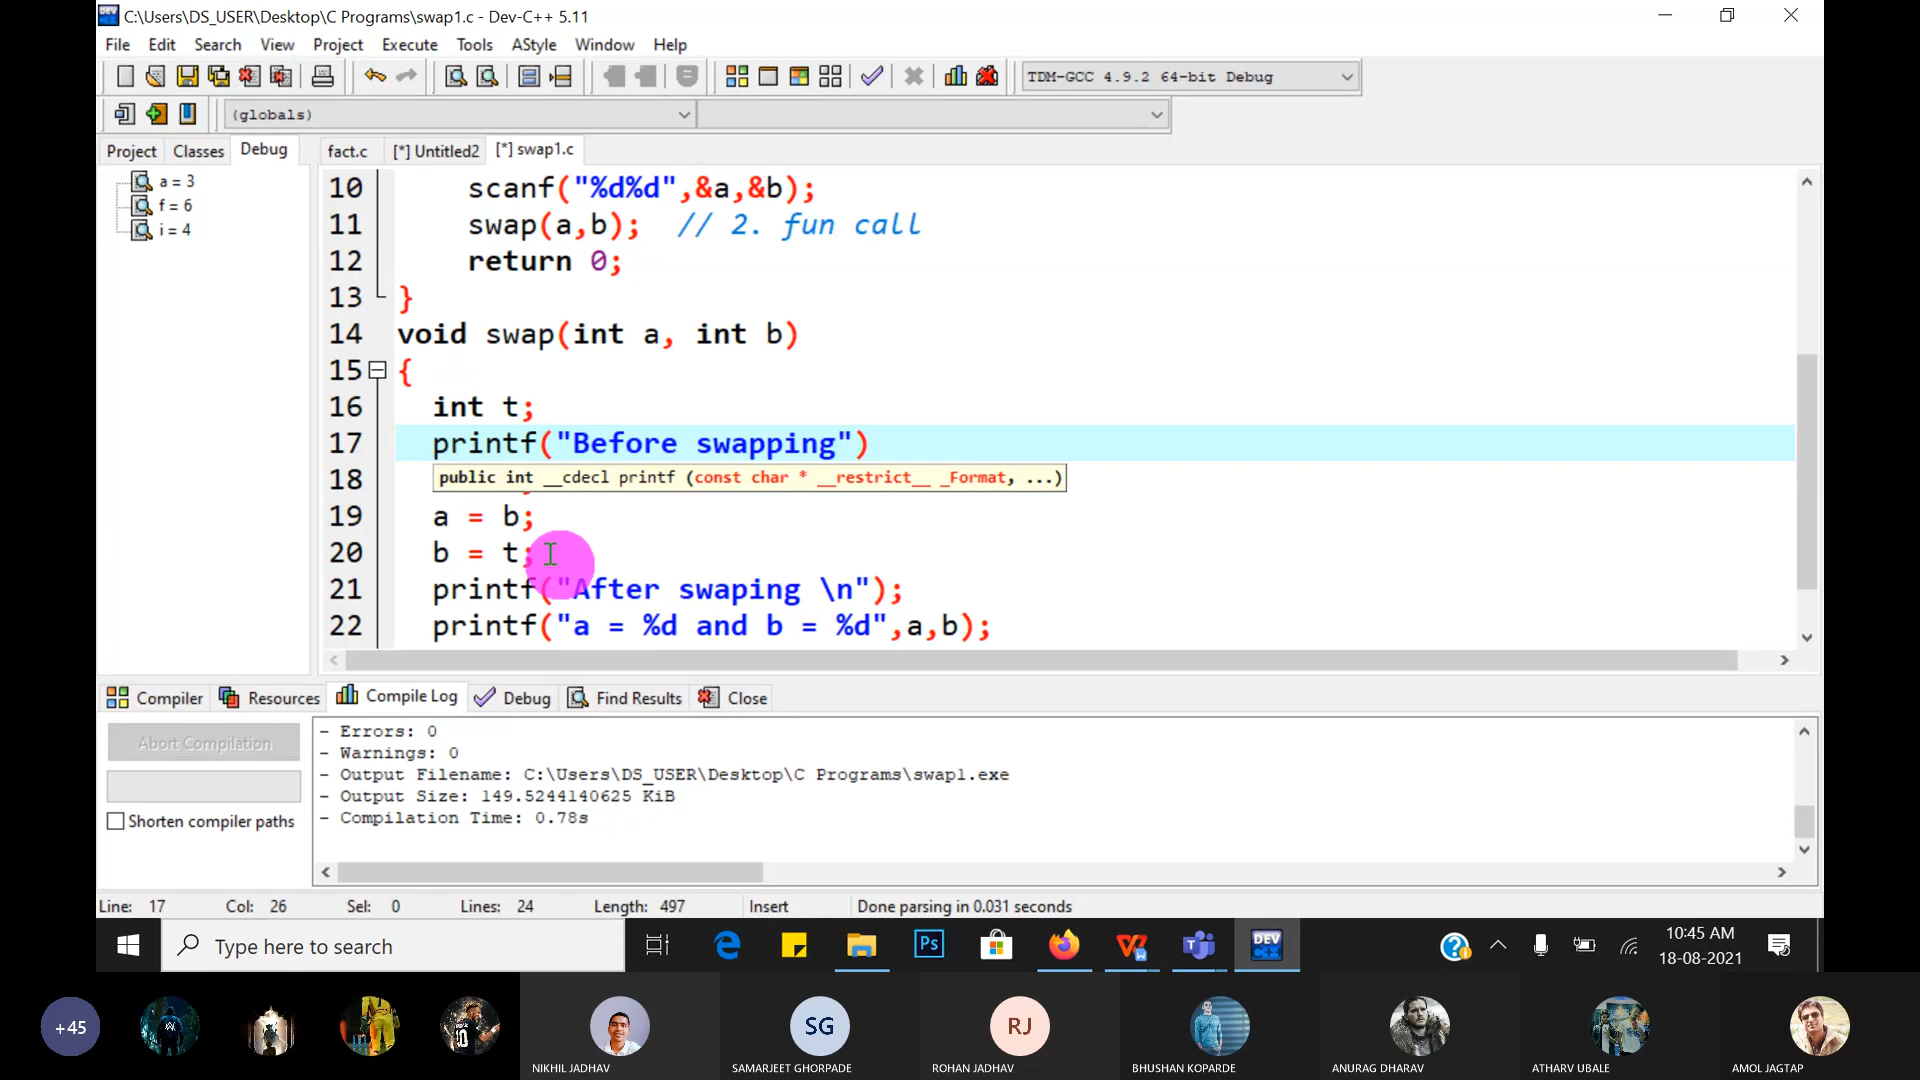 C:\Users\DS_USER\Desktop\C Programs\swap1.c - Dev-C++ 5.11
File Edit Search View Project Execute Tools AStyle Window Help
TDM-GCC 4.9.2 64-bit Debug
(globals)
Project Classes Debug fact.c [*] Untitled2 [*] swap1.c
a = 3
f = 6
i = 4
10 scanf("%d%d",&a,&b);
11 swap(a,b); // 2. fun call
12 return 0;
13 }
14 void swap(int a, int b)
15 {
16 int t;
17 printf("Before swapping")
18 public int __cdecl printf (const char * __restrict__ _Format, ...)
19 a = b;
20 b = t;
21 printf("After swaping \n");
22 printf("a = %d and b = %d",a,b);
Compiler Resources Compile Log Debug Find Results Close
Abort Compilation
Shorten compiler paths
- Errors: 0
- Warnings: 0
- Output Filename: C:\Users\DS_USER\Desktop\C Programs\swap1.exe
- Output Size: 149.5244140625 KiB
- Compilation Time: 0.78s
Line: 17 Col: 26 Sel: 0 Lines: 24 Length: 497 Insert Done parsing in 0.031 seconds
Type here to search
Ps
DEV C++
10:45 AM
18-08-2021
+45
SG
RJ
NIKHIL JADHAV SAMARJEET GHORPADE ROHAN JADHAV BHUSHAN KOPARDE ANURAG DHARAV ATHARV UBALE AMOL JAGTAP